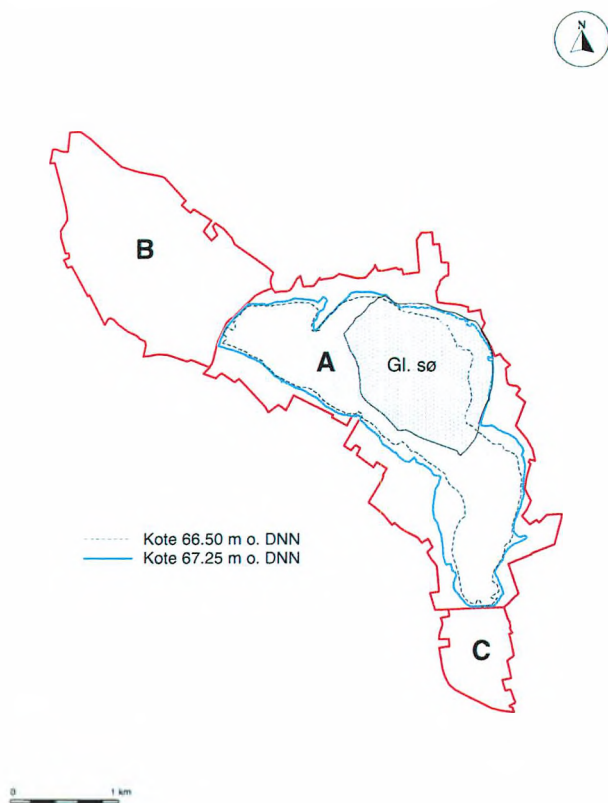 N
B
A
Gl. sø
Kote 66.50 m o. DNN
Kote 67.25 m o. DNN
C
0 1 km